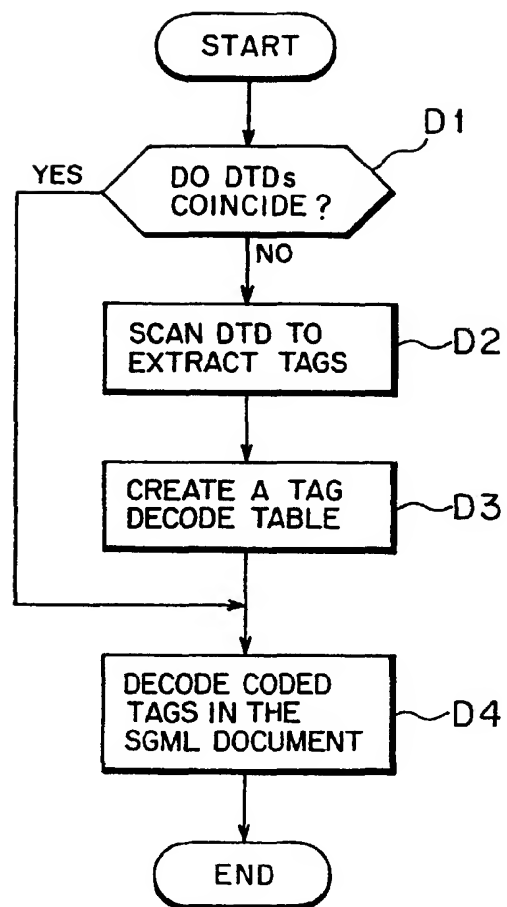 START
D1
YES
DO DTDs
COINCIDE?
NO
SCAN DTD TO
EXTRACT TAGS
D2
CREATE A TAG
DECODE TABLE
D3
DECODE CODED
TAGS IN THE
SGML DOCUMENT
D4
END